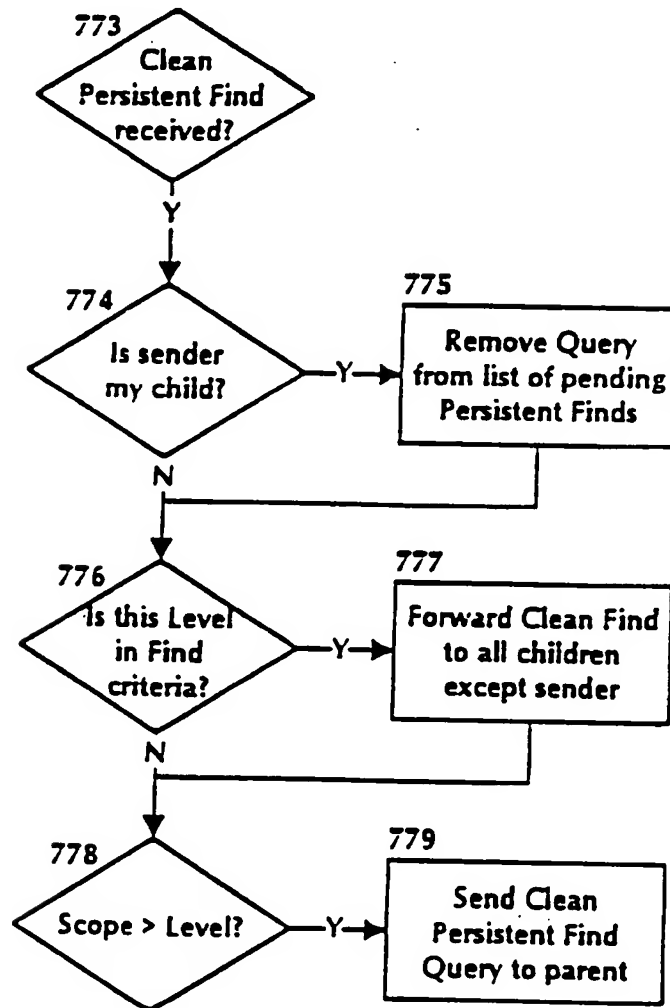 773
Clean
Persistent Find
received?
Y
774
Is sender
my child?
Y
775
Remove Query
from list of pending
Persistent Finds
N
776
Is this Level
in Find
criteria?
Y
777
Forward Clean Find
to all children
except sender
N
778
Scope > Level?
Y
779
Send Clean
Persistent Find
Query to parent